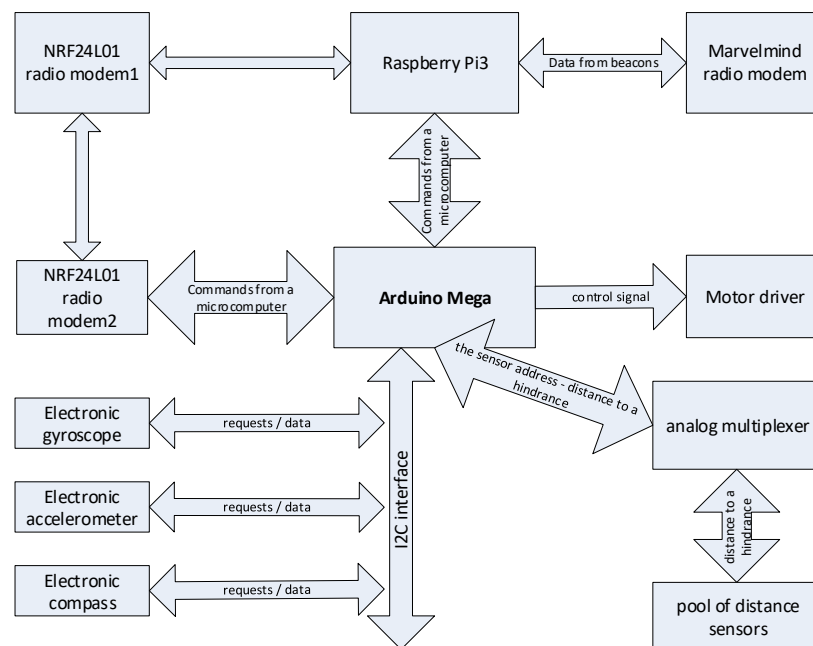 NRF24L01
radio modem1
Raspberry Pi3
Data from beacons
Marvelmind
radio modem
Commands from a
microcomputer
NRF24L01
radio
modem2
Commands from a
microcomputer
Arduino Mega
control signal
Motor driver
the sensor address - distance to a
hindrance
Electronic
gyroscope
requests / data
analog multiplexer
Electronic
accelerometer
requests / data
I2C interface
distance to a
hindrance
Electronic
compass
requests / data
pool of distance
sensors